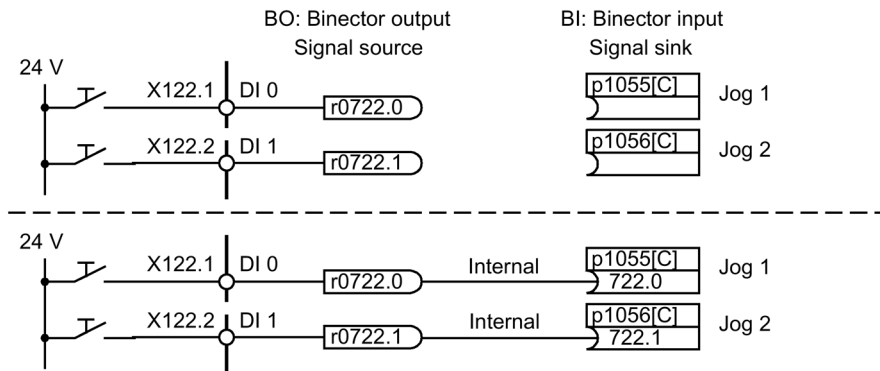 BO: Binector output BI: Binector input
Signal source Signal sink
24 V
X122.1 DI 0 r0722.0 p1055[C] Jog 1
X122.2 DI 1 r0722.1 p1056[C] Jog 2
24 V
X122.1 DI 0 r0722.0 Internal p1055[C] 722.0 Jog 1
X122.2 DI 1 r0722.1 Internal p1056[C] 722.1 Jog 2